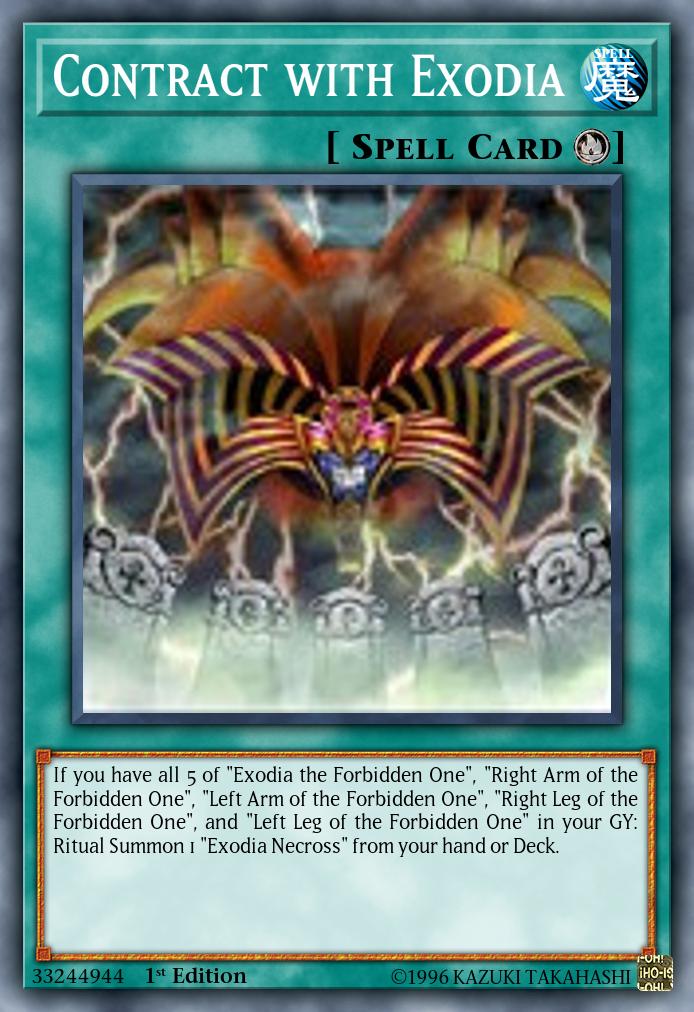 CONTRACT WITH EXODIA
SPELL
魔
[ SPELL CARD ]
If you have all 5 of "Exodia the Forbidden One", "Right Arm of the
Forbidden One", "Left Arm of the Forbidden One", "Right Leg of the
Forbidden One", and "Left Leg of the Forbidden One" in your GY:
Ritual Summon 1 "Exodia Necross" from your hand or Deck.
33244944 1st Edition ©1996 KAZUKI TAKAHASHI